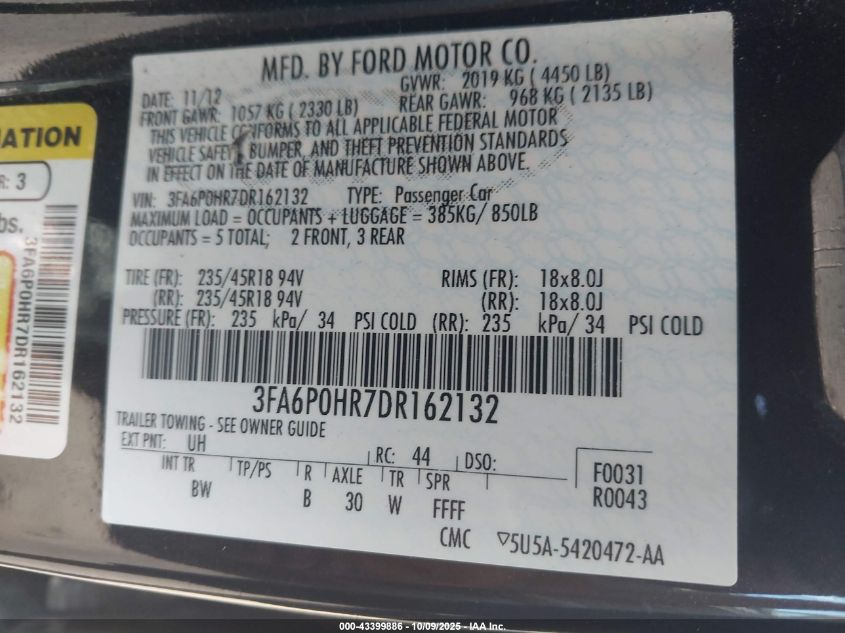 MFD. BY FORD MOTOR CO.
DATE: 11/12 GVWR: 2019 KG ( 4450 LB)
FRONT GAWR: 1057 KG ( 2330 LB) REAR GAWR: 968 KG ( 2135 LB)
THIS VEHICLE CONFORMS TO ALL APPLICABLE FEDERAL MOTOR
VEHICLE SAFETY, BUMPER, AND THEFT PREVENTION STANDARDS
IN EFFECT ON THE DATE OF MANUFACTURE SHOWN ABOVE.
VIN: 3FA6P0HR7DR162132 TYPE: Passenger Car
MAXIMUM LOAD = OCCUPANTS + LUGGAGE = 385KG/ 850LB
OCCUPANTS = 5 TOTAL; 2 FRONT, 3 REAR
TIRE (FR): 235/45R18 94V RIMS (FR): 18x8.0J
(RR): 235/45R18 94V (RR): 18x8.0J
PRESSURE (FR): 235 kPa/ 34 PSI COLD (RR): 235 kPa/ 34 PSI COLD
3FA6P0HR7DR162132
TRAILER TOWING - SEE OWNER GUIDE
EXT PNT: UH RC: 44 DSO:
INT TR TP/PS R AXLE TR SPR
BW B 30 W FFFF
F0031
R0043
CMC ▽5U5A-5420472-AA
R: 3
bs.
3FA6P0HR7DR162132
000-43399886 - 10/09/2025 - IAA Inc.